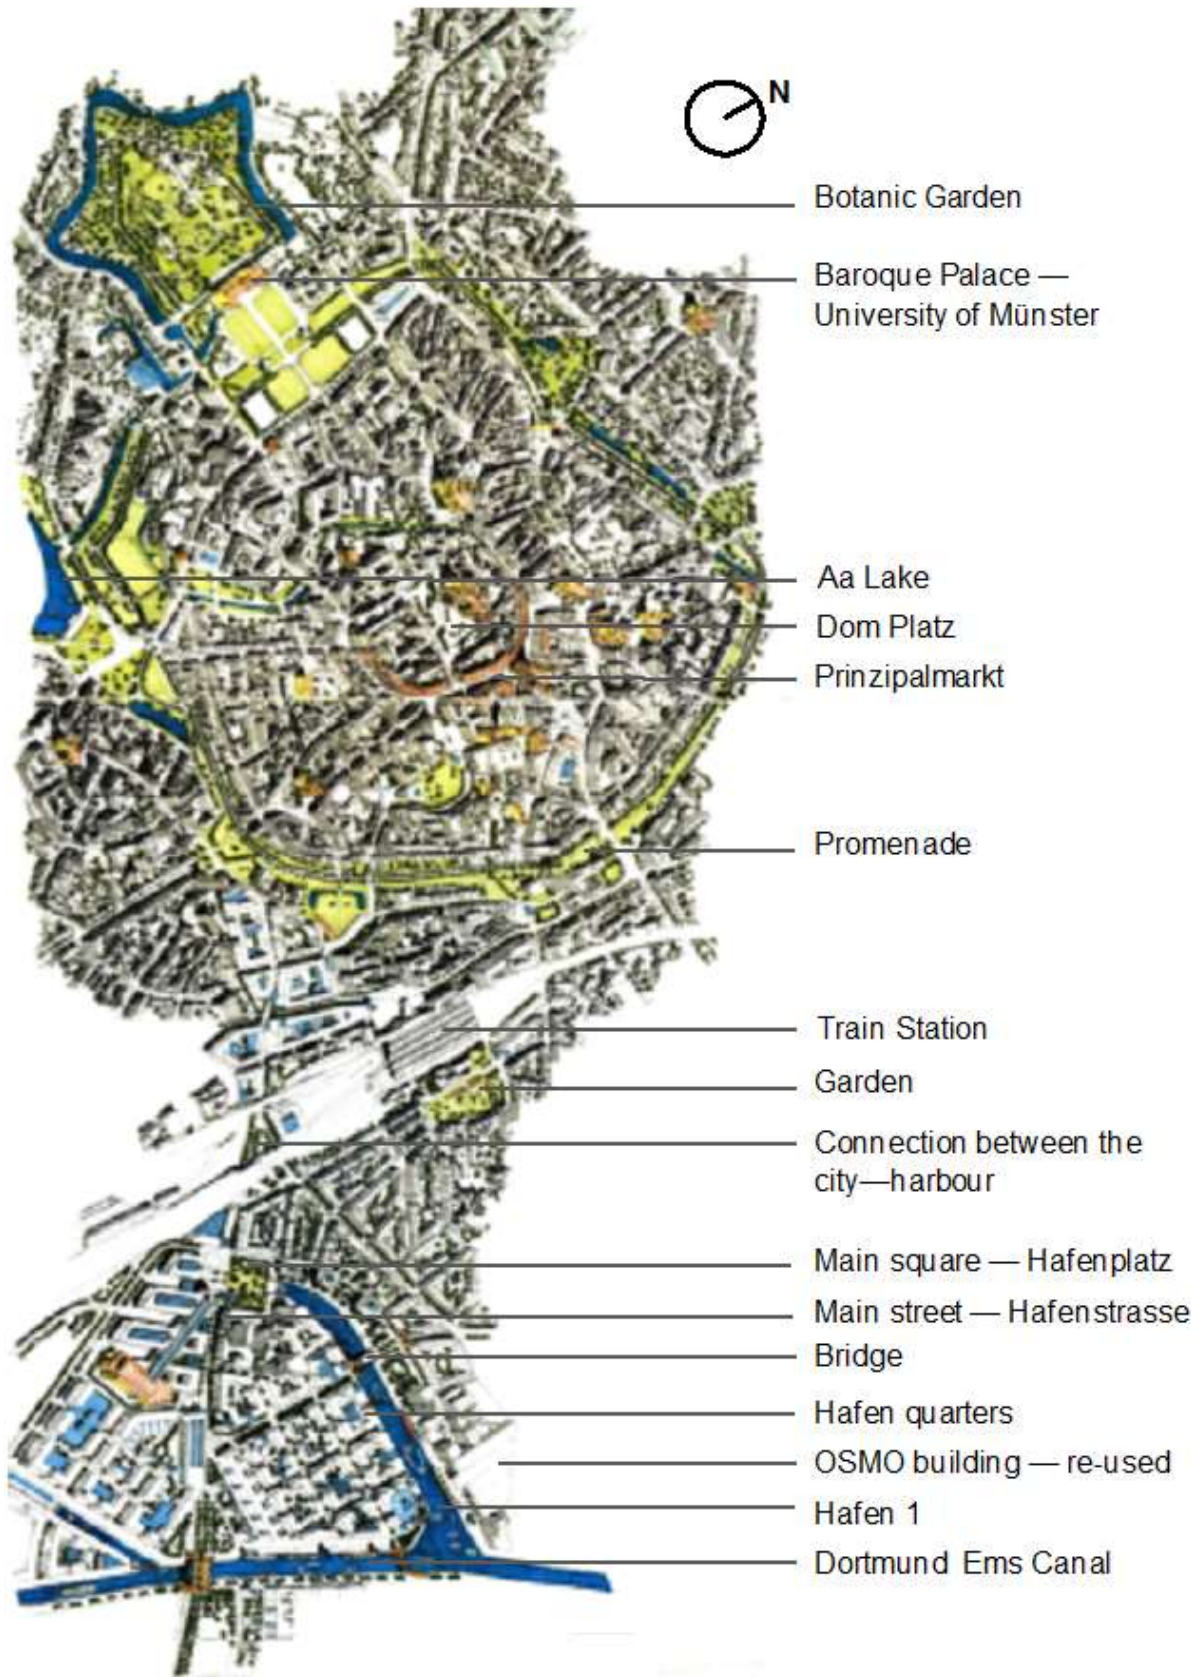 N
Botanic Garden
Baroque Palace —
University of Münster
Aa Lake
Dom Platz
Prinzipalmarkt
Promenade
Train Station
Garden
Connection between the
city—harbour
Main square — Hafenplatz
Main street — Hafenstrasse
Bridge
Hafen quarters
OSMO building — re-used
Hafen 1
Dortmund Ems Canal